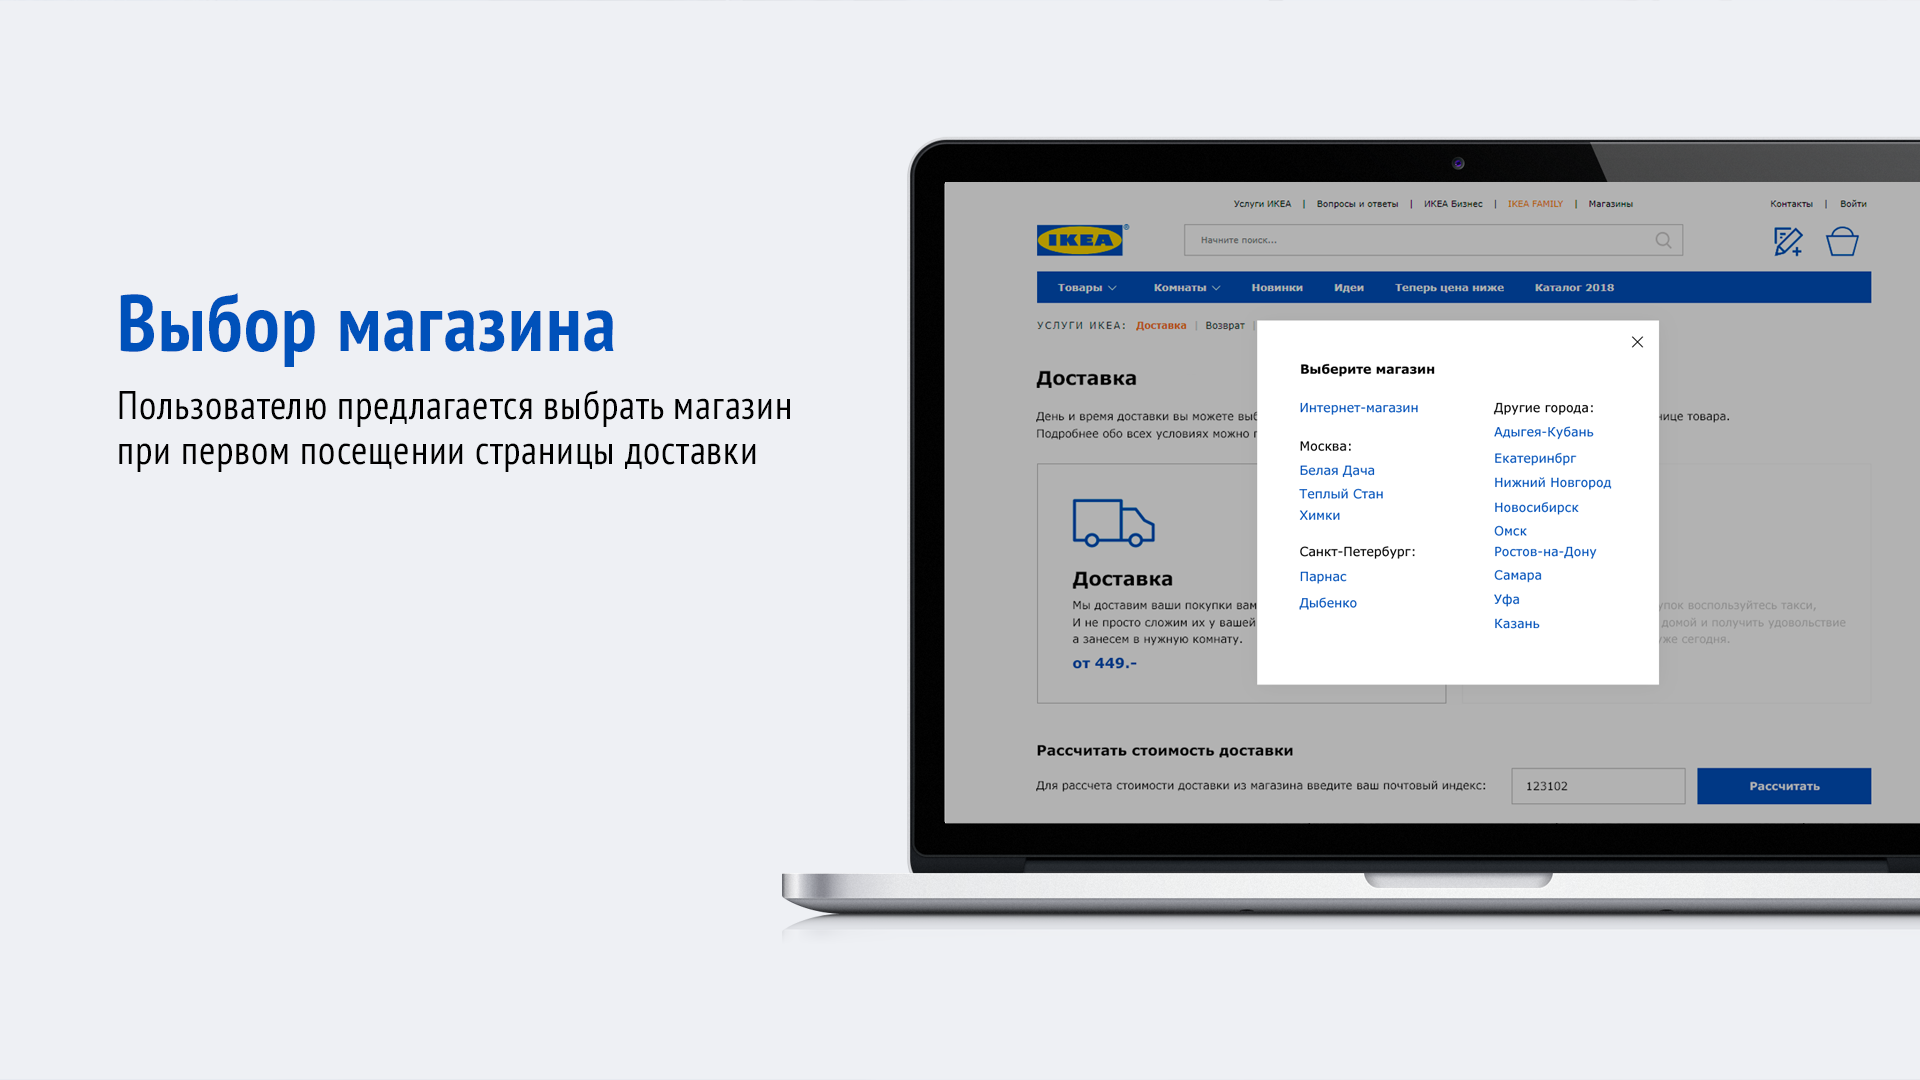 Выбор магазина
Пользователю предлагается выбрать магазин
при первом посещении страницы доставки
Услуги ИКЕА | Вопросы и ответы | ИКЕА Бизнес | IKEA FAMILY | Магазины
Контакты | Войти
IKEA®
Начните поиск...
Товары Комнаты Новинки Идеи Теперь цена ниже Каталог 2018
УСЛУГИ ИКЕА: Доставка | Возврат |
Доставка
День и время доставки вы можете
товара.
Подробнее обо всех условиях можно
Выберите магазин
Интернет-магазин
Москва:
Белая Дача
Теплый Стан
Химки
Санкт-Петербург:
Парнас
Дыбенко
Другие города:
Адыгея-Кубань
Екатеринбрг
Нижний Новгород
Новосибирск
Омск
Ростов-на-Дону
Самара
Уфа
Казань
Доставка
Мы доставим ваши покупки вам
И не просто сложим их у вашей
а занесем в нужную комнату.
от 449.-
воспользуйтесь такси,
домой и получить удовольствие
сегодня.
Рассчитать стоимость доставки
Для рассчета стоимости доставки из магазина введите ваш почтовый индекс:
123102
Рассчитать